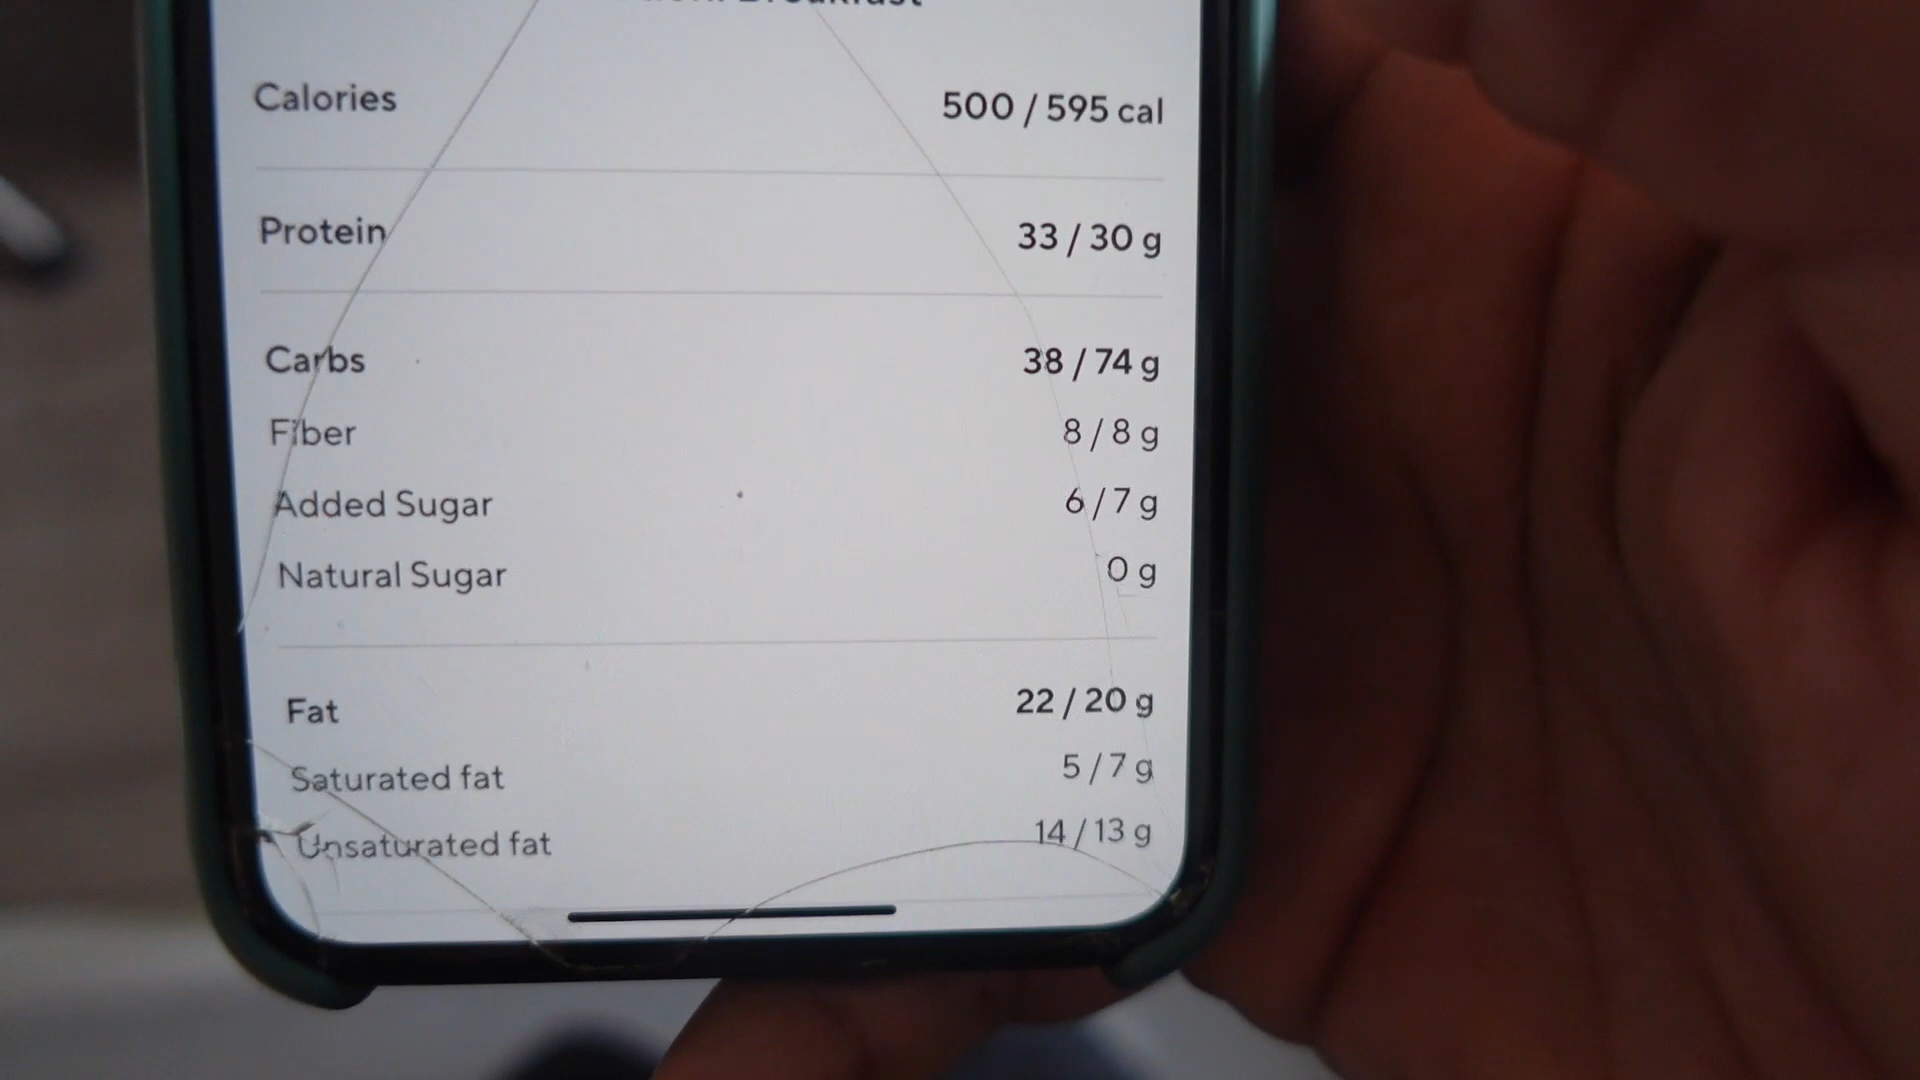 Breakfast
Calories 500 / 595 cal
Protein 33 / 30 g
Carbs 38 / 74 g
Fiber 8 / 8 g
Added Sugar 6 / 7 g
Natural Sugar 0 g
Fat 22 / 20 g
Saturated fat 5 / 7 g
Unsaturated fat 14 / 13 g